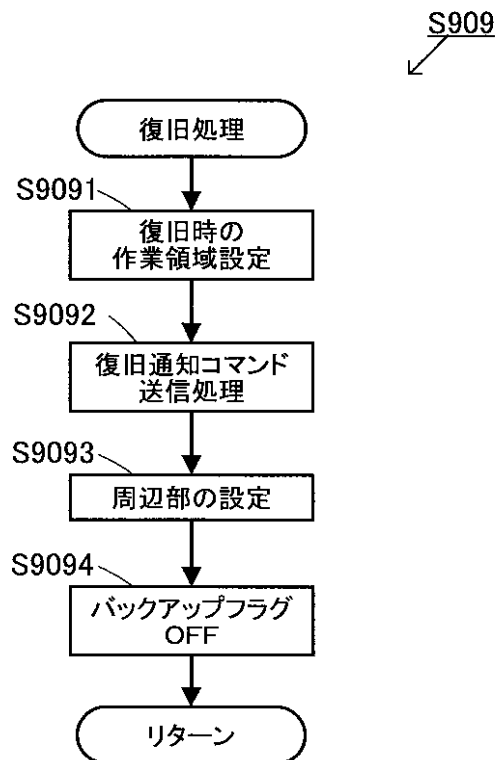 S909
復旧処理
S9091
復旧時の
作業領域設定
S9092
復旧通知コマンド
送信処理
S9093
周辺部の設定
S9094
バックアップフラグ
OFF
リターン